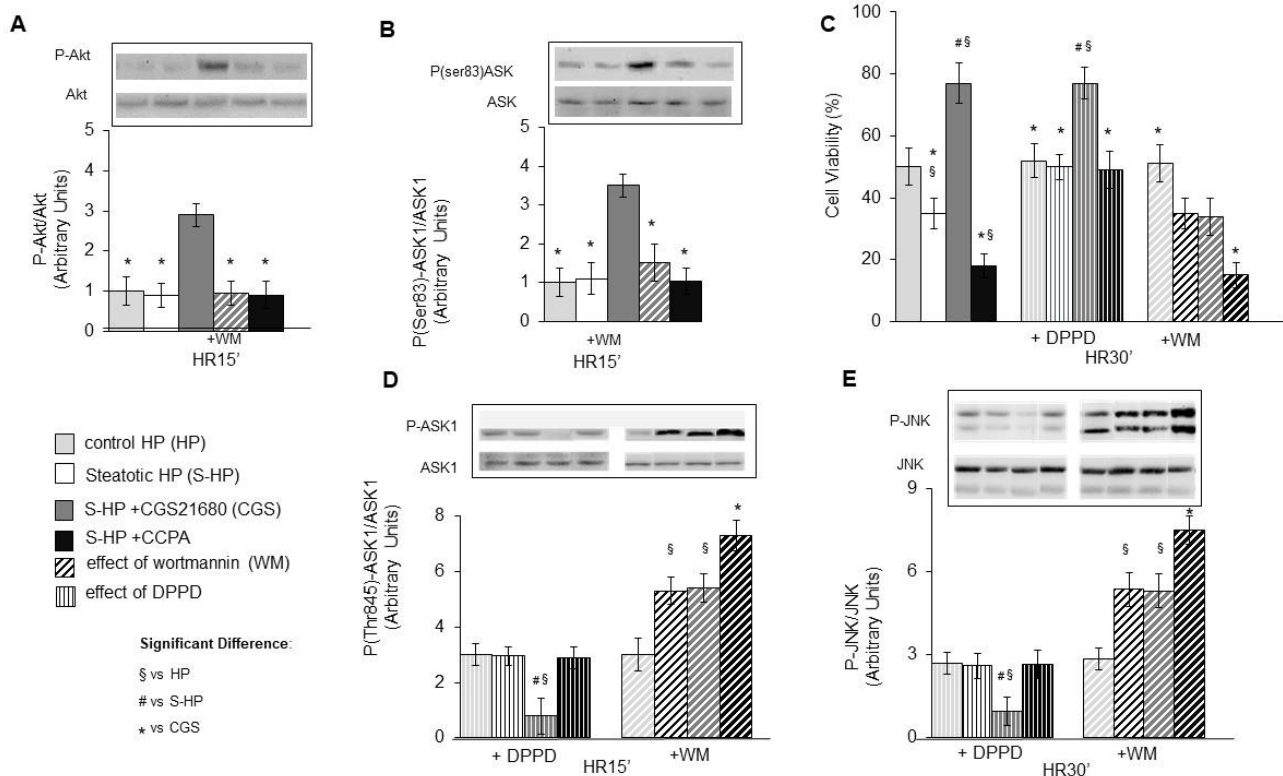 A
P-Akt
Akt
5
4
3
2
1
0
P-Akt/Akt
(Arbitrary Units)
* * * *
+WM
HR15'
B
P(ser83)ASK
ASK
5
4
3
2
1
0
P(Ser83)-ASK1/ASK1
(Arbitrary Units)
* * * *
+WM
HR15'
C
100
80
60
40
20
0
Cell Viability (%)
*
§
# §
* §
* * # § *
* *
+ DPPD
+WM
HR30'
control HP (HP)
Steatotic HP (S-HP)
S-HP +CGS21680 (CGS)
S-HP +CCPA
effect of wortmannin (WM)
effect of DPPD
Significant Difference:
§ vs HP
# vs S-HP
* vs CGS
D
P-ASK1
ASK1
8
6
4
2
0
P(Thr845)-ASK1/ASK1
(Arbitrary Units)
# §
§ § *
+ DPPD
+WM
HR15'
E
P-JNK
JNK
9
6
3
0
P-JNK/JNK
(Arbitrary Units)
# §
§ § *
+ DPPD
+WM
HR30'